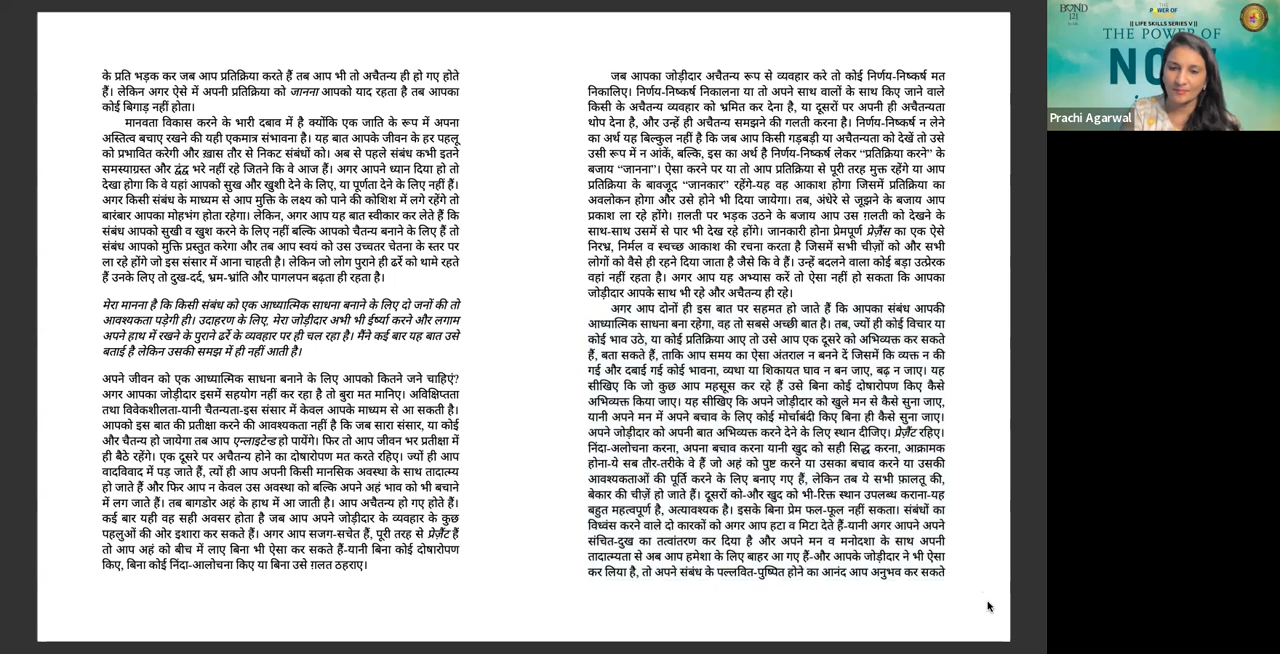 के प्रति भड़क कर जब आप प्रतिक्रिया करते हैं तब आप भी तो अचैतन्य ही हो गए होते
हैं। लेकिन अगर ऐसे में अपनी प्रतिक्रिया को जानना आपको याद रहता है तब आपका
कोई बिगाड़ नहीं होता।
मानवता विकास करने के भारी दबाव में है क्योंकि एक जाति के रूप में अपना
अस्तित्व बचाए रखने की यही एकमात्र संभावना है। यह बात आपके जीवन के हर पहलू
को प्रभावित करेगी और ख़ास तौर से निकट संबंधों को। अब से पहले संबंध कभी इतने
समस्याग्रस्त और द्वंद्व भरे नहीं रहे जितने कि वे आज हैं। अगर आपने ध्यान दिया हो तो
देखा होगा कि वे यहां आपको सुख और खुशी देने के लिए, या पूर्णता देने के लिए नहीं हैं।
अगर किसी संबंध के माध्यम से आप मुक्ति के लक्ष्य को पाने की कोशिश में लगे रहेंगे तो
बारंबार आपका मोहभंग होता रहेगा। लेकिन, अगर आप यह बात स्वीकार कर लेते हैं कि
संबंध आपको सुखी व खुश करने के लिए नहीं बल्कि आपको चैतन्य बनाने के लिए हैं तो
संबंध आपको मुक्ति प्रस्तुत करेगा और तब आप स्वयं को उस उच्चतर चेतना के स्तर पर
ला रहे होंगे जो इस संसार में आना चाहती है। लेकिन जो लोग पुराने ही ढर्रे को थामे रहते
हैं उनके लिए तो दुख-दर्द, भ्रम-भ्रांति और पागलपन बढ़ता ही रहता है।
मेरा मानना है कि किसी संबंध को एक आध्यात्मिक साधना बनाने के लिए दो जनों की तो
आवश्यकता पड़ेगी ही। उदाहरण के लिए, मेरा जोड़ीदार अभी भी ईर्ष्या करने और लगाम
अपने हाथ में रखने के पुराने ढर्रे के व्यवहार पर ही चल रहा है। मैंने कई बार यह बात उसे
बताई है लेकिन उसकी समझ में ही नहीं आती है।
अपने जीवन को एक आध्यात्मिक साधना बनाने के लिए आपको कितने जने चाहिएं?
अगर आपका जोड़ीदार इसमें सहयोग नहीं कर रहा है तो बुरा मत मानिए। अविक्षिप्तता
तथा विवेकशीलता-यानी चैतन्यता-इस संसार में केवल आपके माध्यम से आ सकती है।
आपको इस बात की प्रतीक्षा करने की आवश्यकता नहीं है कि जब सारा संसार, या कोई
और चैतन्य हो जायेगा तब आप एन्लाइटेन्ड हो पायेंगे। फिर तो आप जीवन भर प्रतीक्षा में
ही बैठे रहेंगे। एक दूसरे पर अचैतन्य होने का दोषारोपण मत करते रहिए। ज्यों ही आप
वादविवाद में पड़ जाते हैं, त्यों ही आप अपनी किसी मानसिक अवस्था के साथ तादात्म्य
हो जाते हैं और फिर आप न केवल उस अवस्था को बल्कि अपने अहं भाव को भी बचाने
में लग जाते हैं। तब बागडोर अहं के हाथ में आ जाती है। आप अचैतन्य हो गए होते हैं।
कई बार यही वह सही अवसर होता है जब आप अपने जोड़ीदार के व्यवहार के कुछ
पहलुओं की ओर इशारा कर सकते हैं। अगर आप सजग-सचेत हैं, पूरी तरह से प्रेज़ैंट हैं
तो आप अहं को बीच में लाए बिना भी ऐसा कर सकते हैं-यानी बिना कोई दोषारोपण
किए, बिना कोई निंदा-आलोचना किए या बिना उसे ग़लत ठहराए।
जब आपका जोड़ीदार अचैतन्य रूप से व्यवहार करे तो कोई निर्णय-निष्कर्ष मत
निकालिए। निर्णय-निष्कर्ष निकालना या तो अपने साथ वालों के साथ किए जाने वाले
किसी के अचैतन्य व्यवहार को भ्रमित कर देना है, या दूसरों पर अपनी ही अचैतन्यता
थोप देना है, और उन्हें ही अचैतन्य समझने की गलती करना है। निर्णय-निष्कर्ष न लेने
का अर्थ यह बिल्कुल नहीं है कि जब आप किसी गड़बड़ी या अचैतन्यता को देखें तो उसे
उसी रूप में न आंकें, बल्कि, इस का अर्थ है निर्णय-निष्कर्ष लेकर “प्रतिक्रिया करने” के
बजाय “जानना”। ऐसा करने पर या तो आप प्रतिक्रिया से पूरी तरह मुक्त रहेंगे या आप
प्रतिक्रिया के बावजूद “जानकार” रहेंगे-यह वह आकाश होगा जिसमें प्रतिक्रिया का
अवलोकन होगा और उसे होने भी दिया जायेगा। तब, अंधेरे से जूझने के बजाय आप
प्रकाश ला रहे होंगे। ग़लती पर भड़क उठने के बजाय आप उस ग़लती को देखने के
साथ-साथ उसमें से पार भी देख रहे होंगे। जानकारी होना प्रेमपूर्ण प्रेज़ैंस का एक ऐसे
निरभ्र, निर्मल व स्वच्छ आकाश की रचना करता है जिसमें सभी चीज़ों को और सभी
लोगों को वैसे ही रहने दिया जाता है जैसे कि वे हैं। उन्हें बदलने वाला कोई बड़ा उत्प्रेरक
वहां नहीं रहता है। अगर आप यह अभ्यास करें तो ऐसा नहीं हो सकता कि आपका
जोड़ीदार आपके साथ भी रहे और अचैतन्य ही रहे।
अगर आप दोनों ही इस बात पर सहमत हो जाते हैं कि आपका संबंध आपकी
आध्यात्मिक साधना बना रहेगा, वह तो सबसे अच्छी बात है। तब, ज्यों ही कोई विचार या
कोई भाव उठे, या कोई प्रतिक्रिया आए तो उसे आप एक दूसरे को अभिव्यक्त कर सकते
हैं, बता सकते हैं, ताकि आप समय का ऐसा अंतराल न बनने दें जिसमें कि व्यक्त न की
गई और दबाई गई कोई भावना, व्यथा या शिकायत घाव न बन जाए, बढ़ न जाए। यह
सीखिए कि जो कुछ आप महसूस कर रहे हैं उसे बिना कोई दोषारोपण किए कैसे
अभिव्यक्त किया जाए। यह सीखिए कि अपने जोड़ीदार को खुले मन से कैसे सुना जाए,
यानी अपने मन में अपने बचाव के लिए कोई मोर्चाबंदी किए बिना ही कैसे सुना जाए।
अपने जोड़ीदार को अपनी बात अभिव्यक्त करने देने के लिए स्थान दीजिए। प्रेज़ैंट रहिए।
निंदा-अलोचना करना, अपना बचाव करना यानी खुद को सही सिद्ध करना, आक्रामक
होना-ये सब तौर-तरीके वे हैं जो अहं को पुष्ट करने या उसका बचाव करने या उसकी
आवश्यकताओं की पूर्ति करने के लिए बनाए गए हैं, लेकिन तब ये सभी फ़ालतू की,
बेकार की चीज़ें हो जाते हैं। दूसरों को-और खुद को भी-रिक्त स्थान उपलब्ध कराना-यह
बहुत महत्वपूर्ण है, अत्यावश्यक है। इसके बिना प्रेम फल-फूल नहीं सकता। संबंधों का
विध्वंस करने वाले दो कारकों को अगर आप हटा व मिटा देते हैं-यानी अगर आपने अपने
संचित-दुख का तत्वांतरण कर दिया है और अपने मन व मनोदशा के साथ अपनी
तादात्म्यता से अब आप हमेशा के लिए बाहर आ गए हैं-और आपके जोड़ीदार ने भी ऐसा
कर लिया है, तो अपने संबंध के पल्लवित-पुष्पित होने का आनंद आप अनुभव कर सकते
BOND
|| LIFE SKILLS SERIES V ||
THE POWER OF
Prachi Agarwal